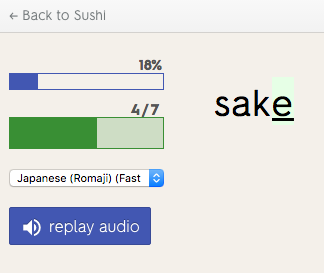 ← Back to Sushi
18%
sake
4/7
Japanese (Romaji) (Fast
replay audio